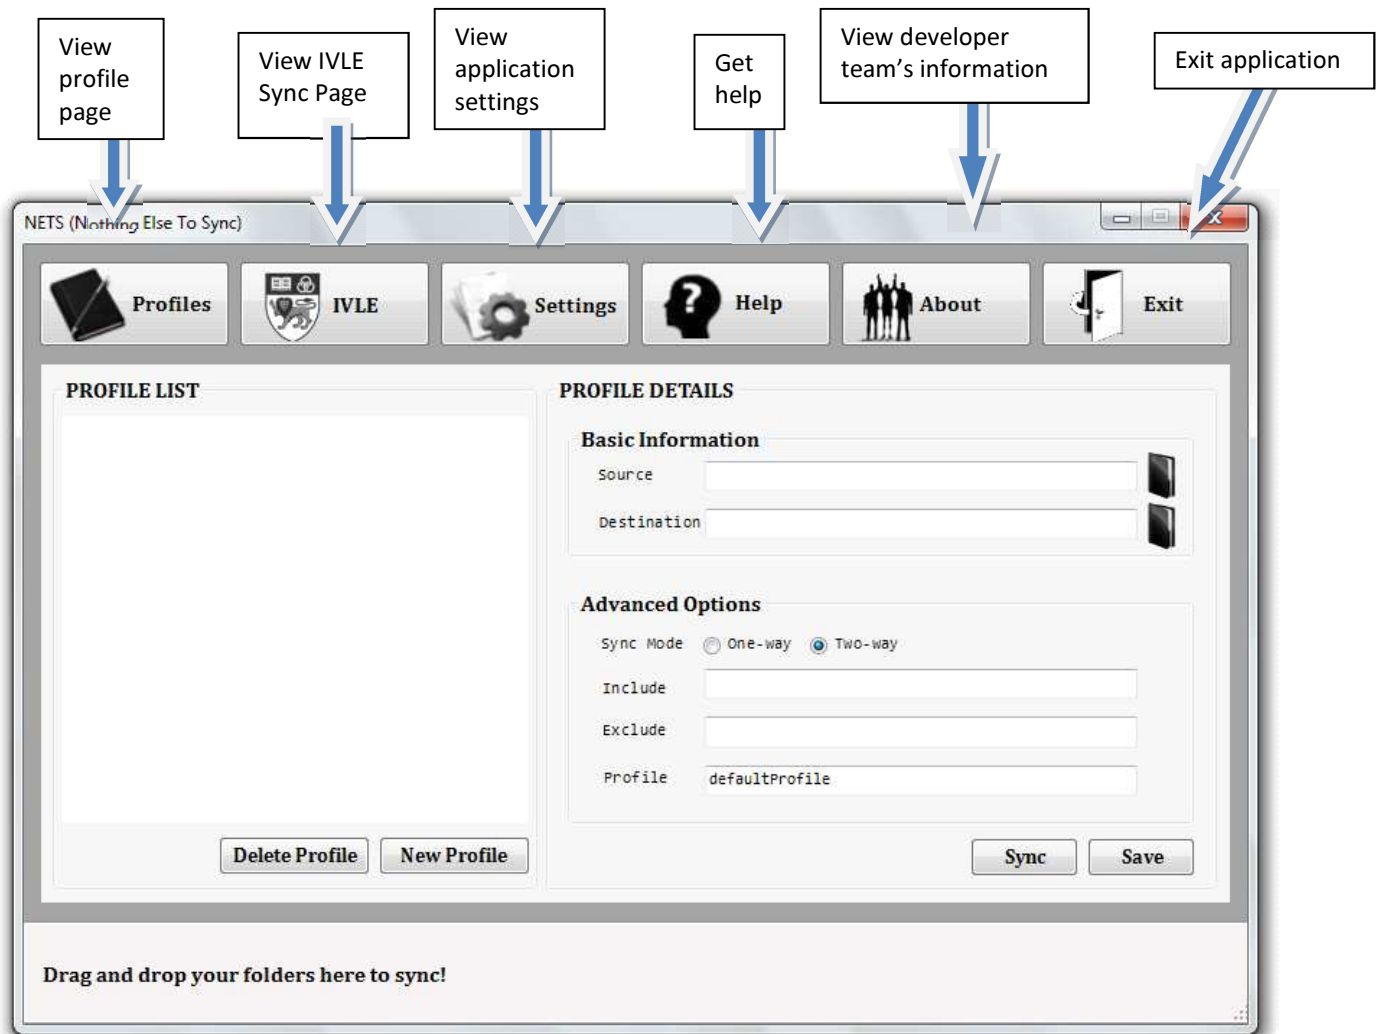 View
profile
page
View IVLE
Sync Page
View
application
settings
Get
help
View developer
team's information
Exit application
NETS (Nothing Else To Sync)
Profiles
IVLE
Settings
Help
About
Exit
PROFILE LIST
PROFILE DETAILS
Basic Information
Source
Destination
Advanced Options
Sync Mode One-way Two-way
Include
Exclude
Profile defaultProfile
Delete Profile
New Profile
Sync
Save
Drag and drop your folders here to sync!